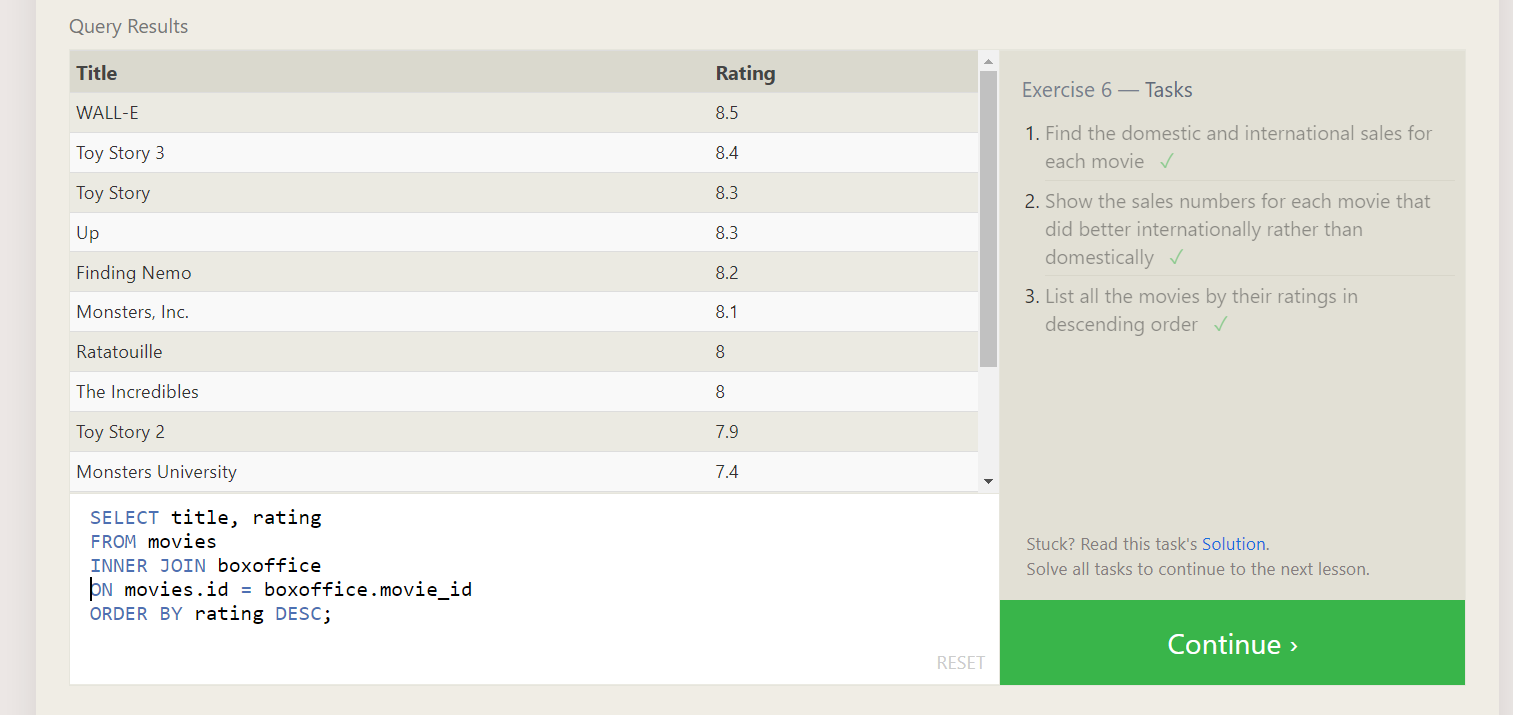 Query Results
Title Rating
WALL-E 8.5
Toy Story 3 8.4
Toy Story 8.3
Up 8.3
Finding Nemo 8.2
Monsters, Inc. 8.1
Ratatouille 8
The Incredibles 8
Toy Story 2 7.9
Monsters University 7.4
SELECT title, rating
FROM movies
INNER JOIN boxoffice
ON movies.id = boxoffice.movie_id
ORDER BY rating DESC;
RESET
Exercise 6 — Tasks
1. Find the domestic and international sales for
each movie ✓
2. Show the sales numbers for each movie that
did better internationally rather than
domestically ✓
3. List all the movies by their ratings in
descending order ✓
Stuck? Read this task's Solution.
Solve all tasks to continue to the next lesson.
Continue ›